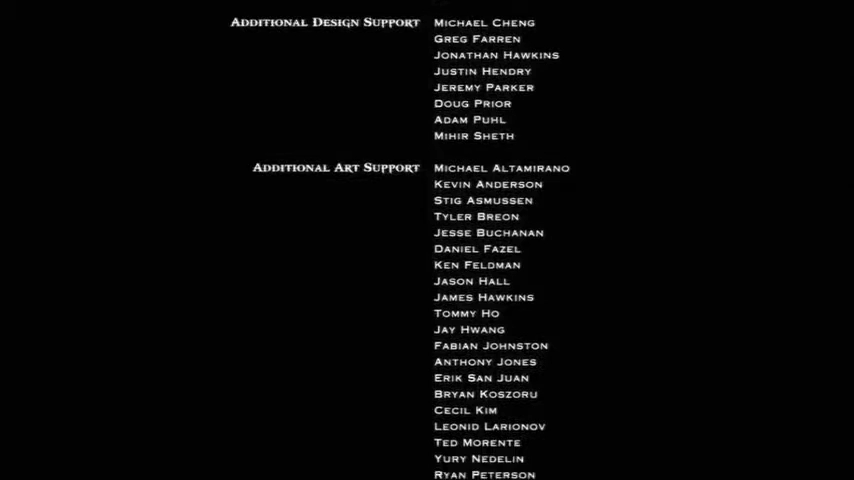 Additional Design Support Michael Cheng
Greg Farren
Jonathan Hawkins
Justin Hendry
Jeremy Parker
Doug Prior
Adam Puhl
Mihir Sheth
Additional Art Support Michael Altamirano
Kevin Anderson
Stig Asmussen
Tyler Breon
Jesse Buchanan
Daniel Fazel
Ken Feldman
Jason Hall
James Hawkins
Tommy Ho
Jay Hwang
Fabian Johnston
Anthony Jones
Erik San Juan
Bryan Koszoru
Cecil Kim
Leonid Larionov
Ted Morente
Yury Nedelin
Ryan Peterson